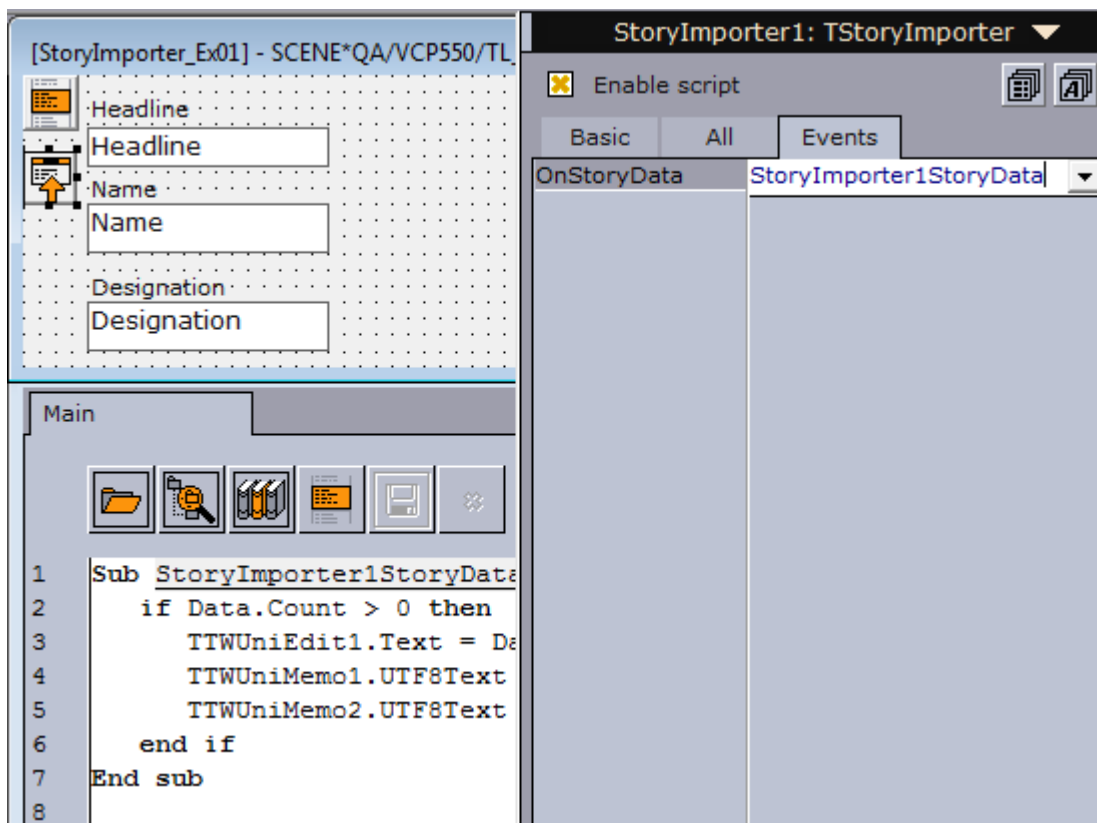 [StoryImporter_Ex01] - SCENE*QA/VCP550/TL_
Headline
Headline
Name
Name
Designation
Designation
StoryImporter1: TStoryImporter
Enable script
Basic All Events
OnStoryData StoryImporter1StoryData
Main
1 Sub StoryImporter1StoryData
2 if Data.Count > 0 then
3 TTWUniEdit1.Text = Da
4 TTWUniMemo1.UTF8Text
5 TTWUniMemo2.UTF8Text
6 end if
7 End sub
8